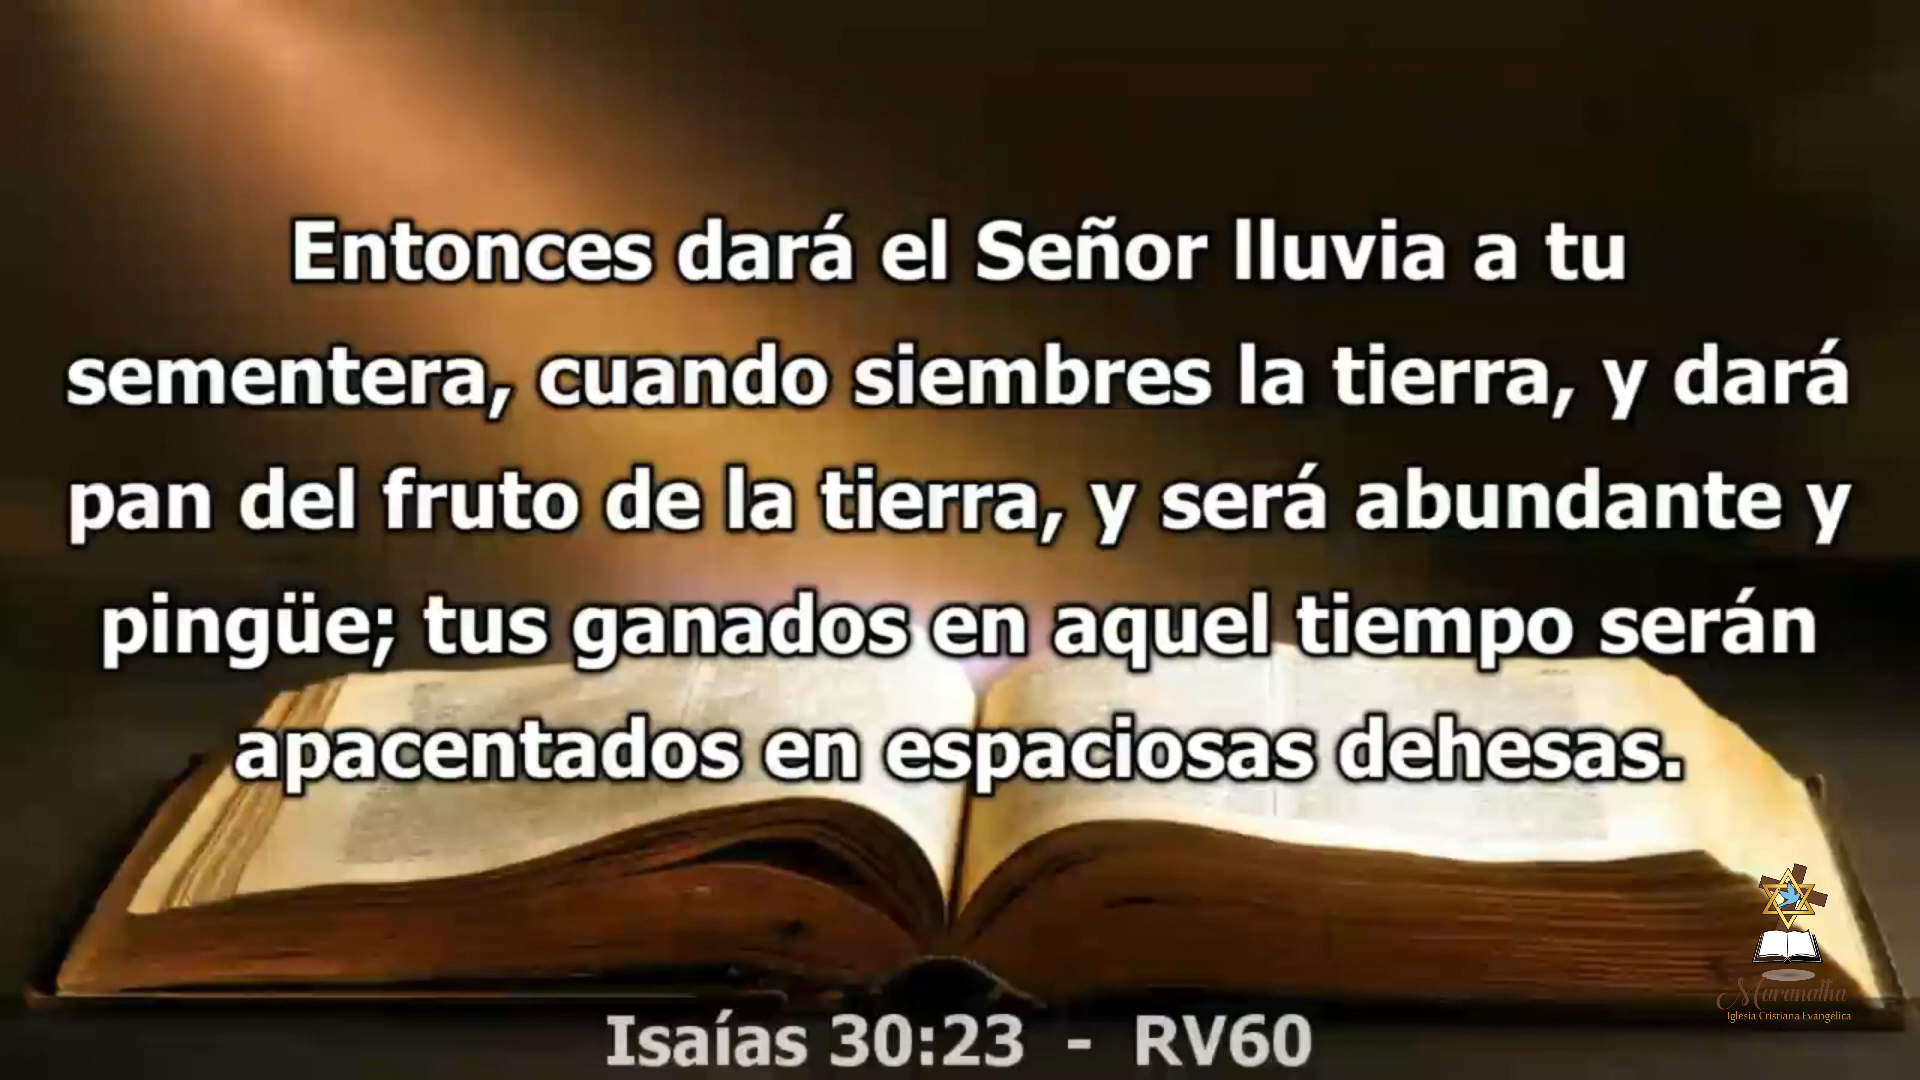 Entonces dará el Señor lluvia a tu
sementera, cuando siembres la tierra, y dará
pan del fruto de la tierra, y será abundante y
pingüe; tus ganados en aquel tiempo serán
apacentados en espaciosas dehesas.
Maranatha
Iglesia Cristiana Evangélica
Isaías 30:23 - RV60